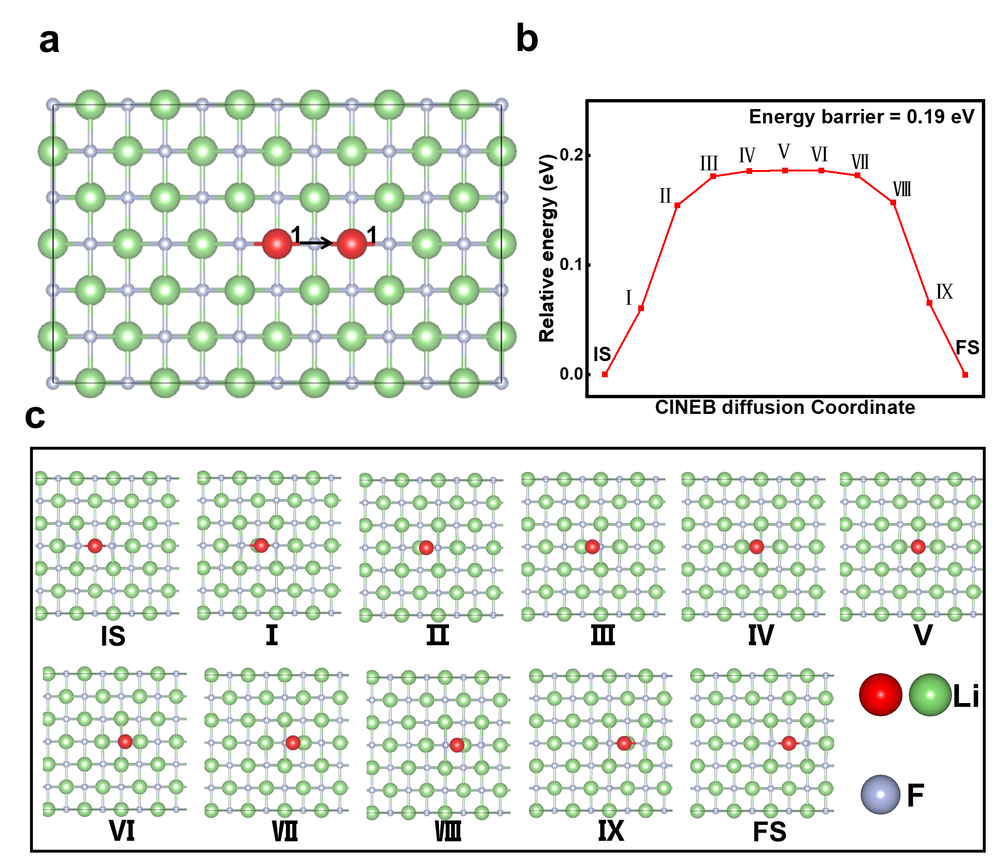 a
1
1
b
Energy barrier = 0.19 eV
Relative energy (eV)
0.2
0.1
0.0
IS
I
II
III
IV
V
VI
VII
VIII
IX
FS
CINEB diffusion Coordinate
c
IS
I
II
III
IV
V
VI
VII
VIII
IX
FS
Li
F